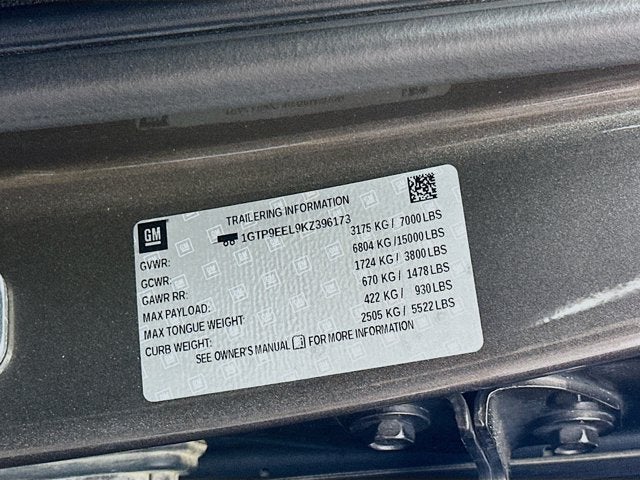 GM
TRAILERING INFORMATION
1GTP9EEL9KZ396173
GVWR: 3175 KG / 7000 LBS
GCWR: 6804 KG /15000 LBS
GAWR RR: 1724 KG / 3800 LBS
MAX PAYLOAD: 670 KG / 1478 LBS
MAX TONGUE WEIGHT: 422 KG / 930 LBS
CURB WEIGHT: 2505 KG / 5522 LBS
SEE OWNER'S MANUAL i FOR MORE INFORMATION